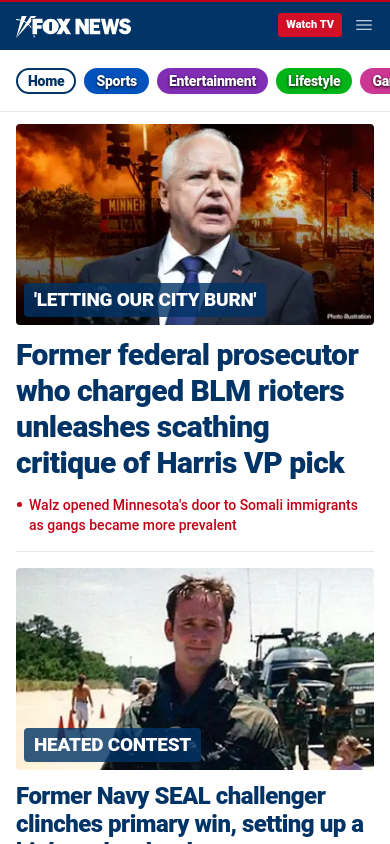 FOX NEWS
Watch TV
Home
Sports
Entertainment
Lifestyle
Ga
MINNEH
'LETTING OUR CITY BURN'
Photo illustration
Former federal prosecutor
who charged BLM rioters
unleashes scathing
critique of Harris VP pick
Walz opened Minnesota's door to Somali immigrants
as gangs became more prevalent
HEATED CONTEST
Former Navy SEAL challenger
clinches primary win, setting up a